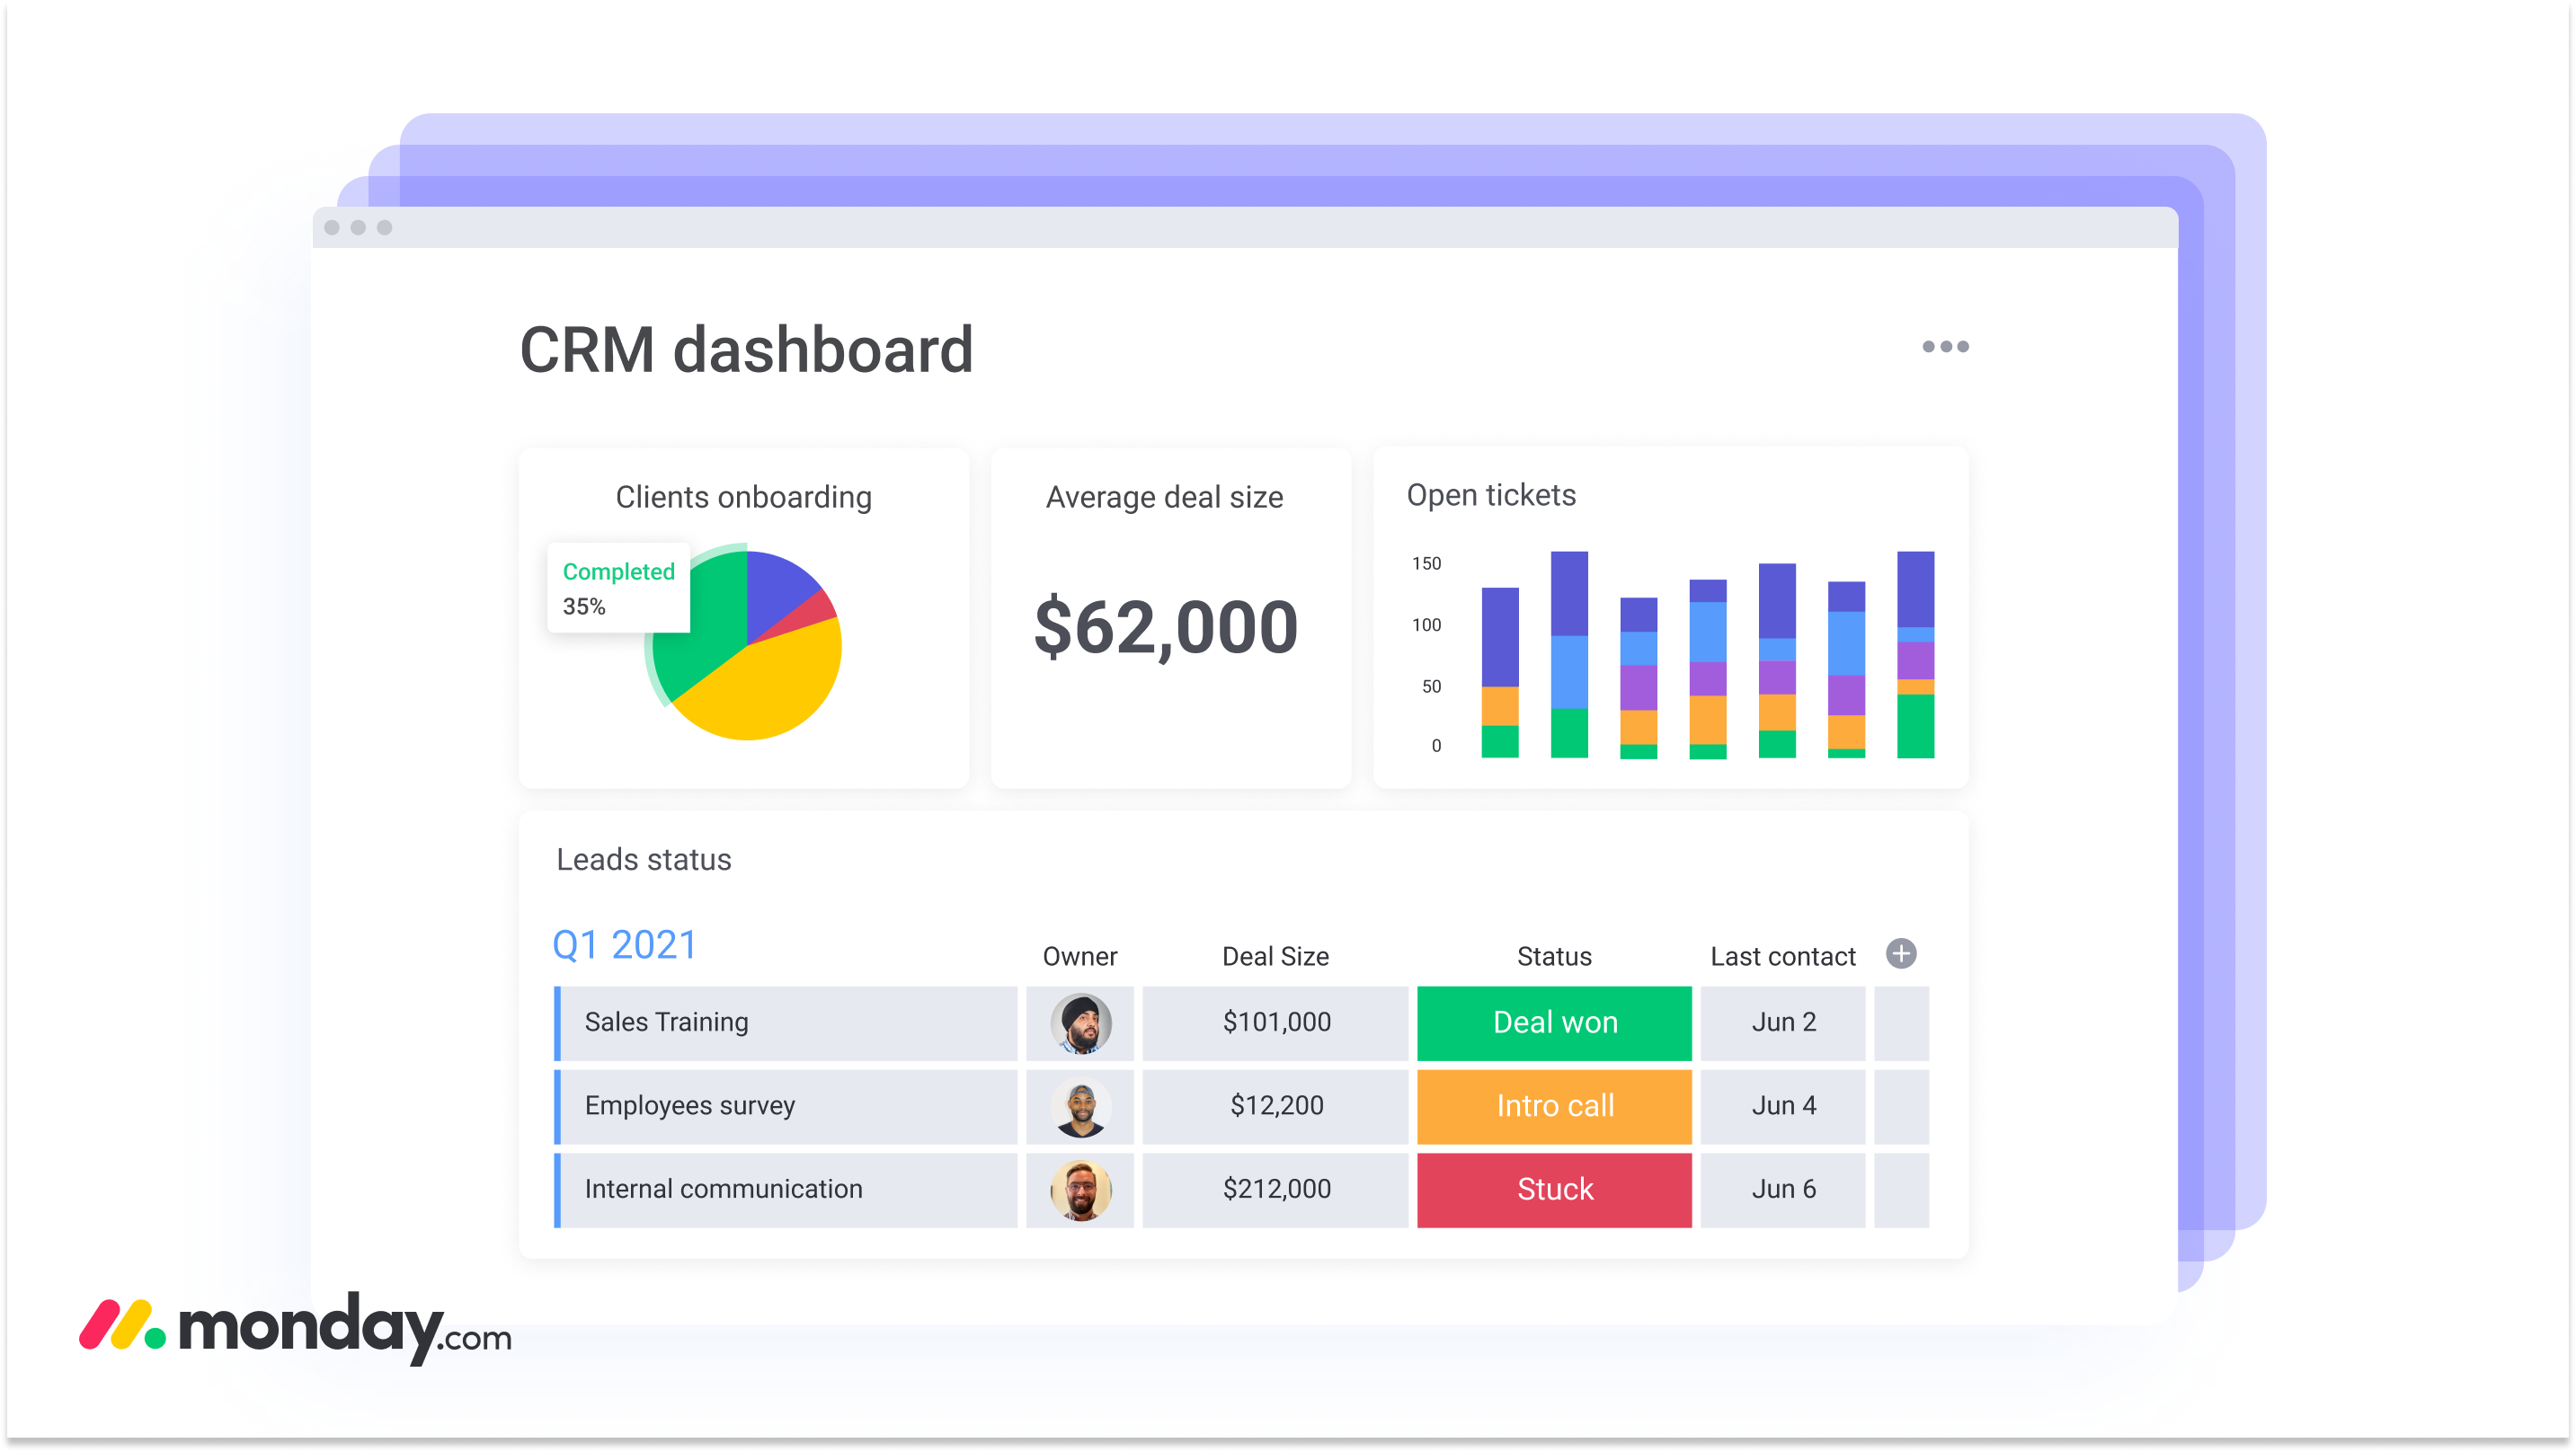 CRM dashboard
Clients onboarding
Completed
35%
Average deal size
$62,000
Open tickets
150
100
50
0
Leads status
Q1 2021
Owner
Deal Size
Status
Last contact
Sales Training
$101,000
Deal won
Jun 2
Employees survey
$12,200
Intro call
Jun 4
Internal communication
$212,000
Stuck
Jun 6
monday.com